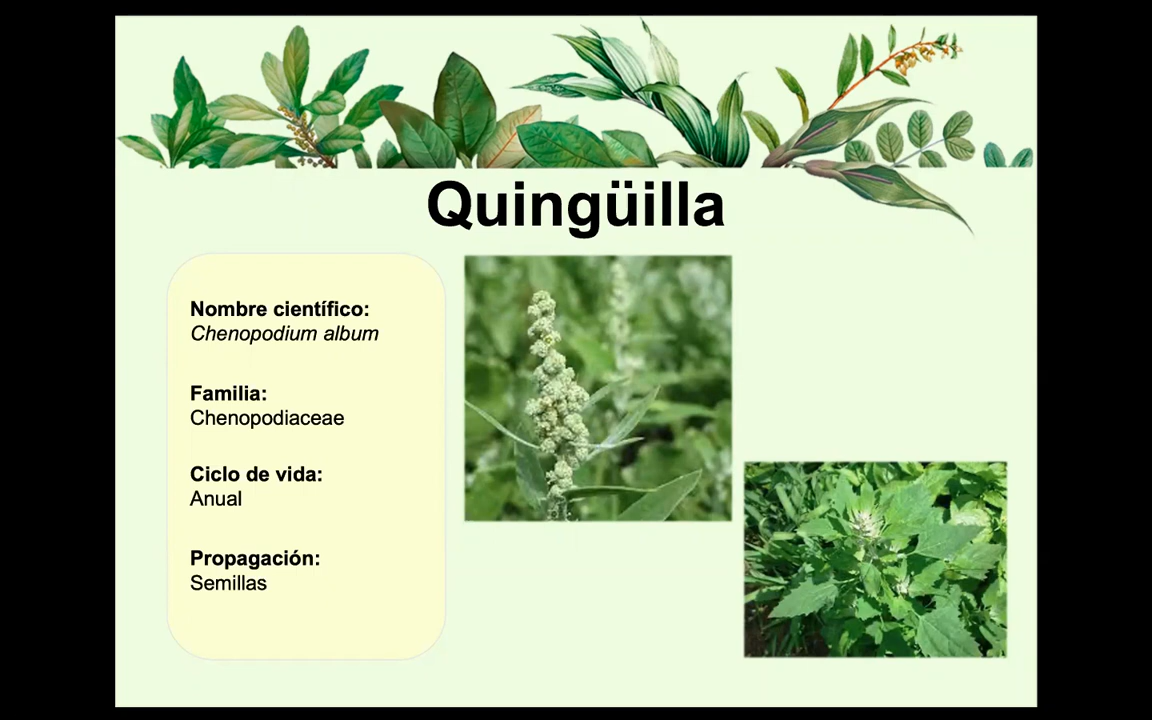 Quingüilla
Nombre científico:
Chenopodium album
Familia:
Chenopodiaceae
Ciclo de vida:
Anual
Propagación:
Semillas